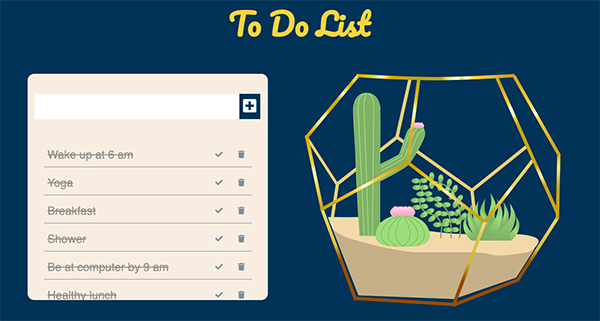 To Do List
Wake up at 6 am
Yoga
Breakfast
Shower
Be at computer by 9 am
Healthy lunch